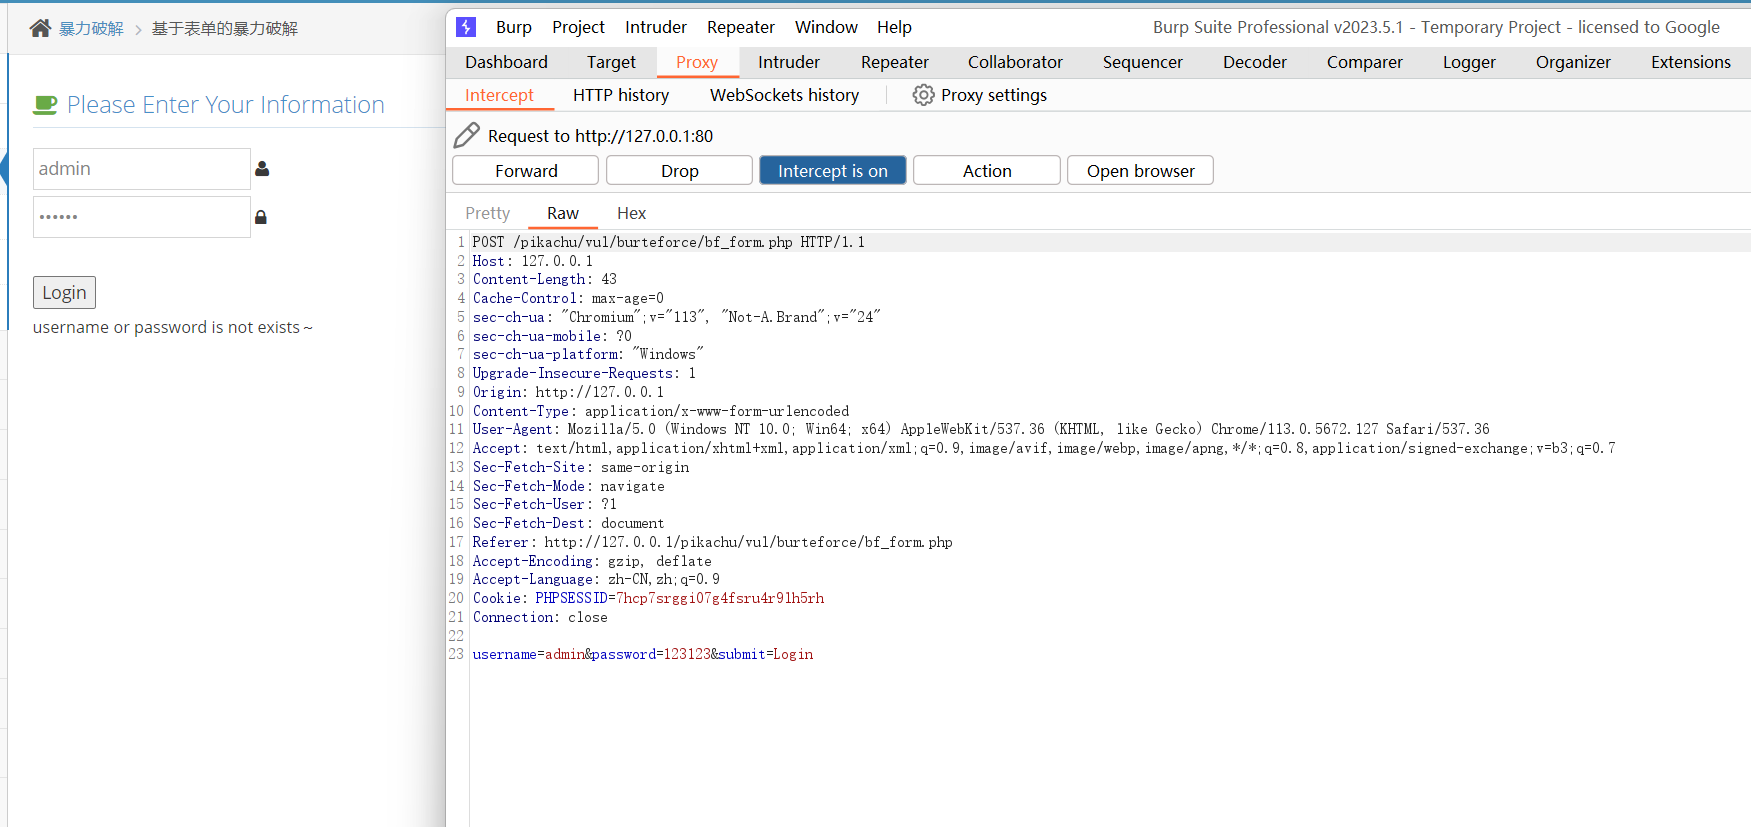 暴力破解 > 基于表单的暴力破解
Please Enter Your Information
admin
••••••
Login
username or password is not exists～
Burp Project Intruder Repeater Window Help
Burp Suite Professional v2023.5.1 - Temporary Project - licensed to Google
Dashboard Target Proxy Intruder Repeater Collaborator Sequencer Decoder Comparer Logger Organizer Extensions
Intercept HTTP history WebSockets history Proxy settings
Request to http://127.0.0.1:80
Forward Drop Intercept is on Action Open browser
Pretty Raw Hex
1 POST /pikachu/vul/burteforce/bf_form.php HTTP/1.1
2 Host: 127.0.0.1
3 Content-Length: 43
4 Cache-Control: max-age=0
5 sec-ch-ua: "Chromium";v="113", "Not-A.Brand";v="24"
6 sec-ch-ua-mobile: ?0
7 sec-ch-ua-platform: "Windows"
8 Upgrade-Insecure-Requests: 1
9 Origin: http://127.0.0.1
10 Content-Type: application/x-www-form-urlencoded
11 User-Agent: Mozilla/5.0 (Windows NT 10.0; Win64; x64) AppleWebKit/537.36 (KHTML, like Gecko) Chrome/113.0.5672.127 Safari/537.36
12 Accept: text/html,application/xhtml+xml,application/xml;q=0.9,image/avif,image/webp,image/apng,*/*;q=0.8,application/signed-exchange;v=b3;q=0.7
13 Sec-Fetch-Site: same-origin
14 Sec-Fetch-Mode: navigate
15 Sec-Fetch-User: ?1
16 Sec-Fetch-Dest: document
17 Referer: http://127.0.0.1/pikachu/vul/burteforce/bf_form.php
18 Accept-Encoding: gzip, deflate
19 Accept-Language: zh-CN,zh;q=0.9
20 Cookie: PHPSESSID=7hcp7srggi07g4fsru4r9lh5rh
21 Connection: close
22
23 username=admin&password=123123&submit=Login